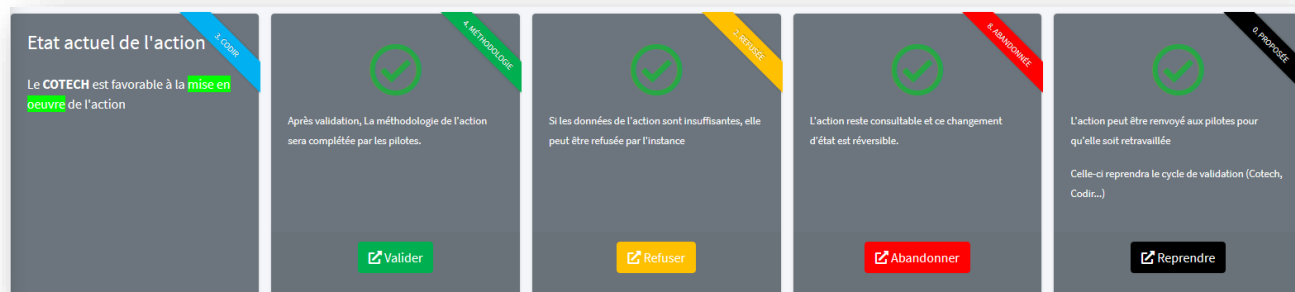 Etat actuel de l'action
3. CODIR
Le COTECH est favorable à la mise en
oeuvre de l'action
4. MÉTHODOLOGIE
Après validation, La méthodologie de l'action
sera complétée par les pilotes.
Valider
2. REFUSÉE
Si les données de l'action sont insuffisantes, elle
peut être refusée par l'instance
Refuser
8. ABANDONNÉE
L'action reste consultable et ce changement
d'état est réversible.
Abandonner
0. PROPOSÉE
L'action peut être renvoyé aux pilotes pour
qu'elle soit retravaillée
Celle-ci reprendra le cycle de validation (Cotech,
Codir...)
Reprendre